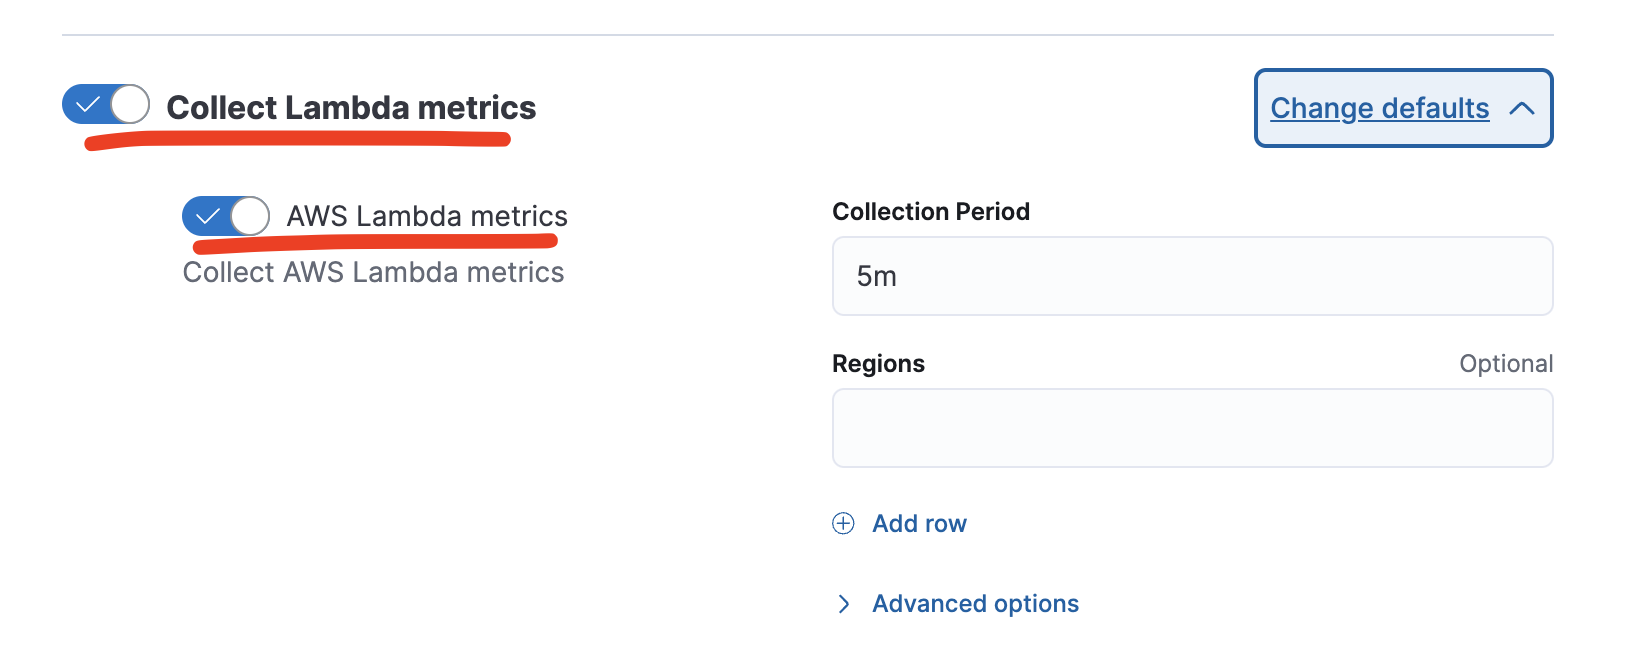 Collect Lambda metrics
Change defaults
AWS Lambda metrics
Collect AWS Lambda metrics
Collection Period
5m
Regions
Optional
Add row
Advanced options